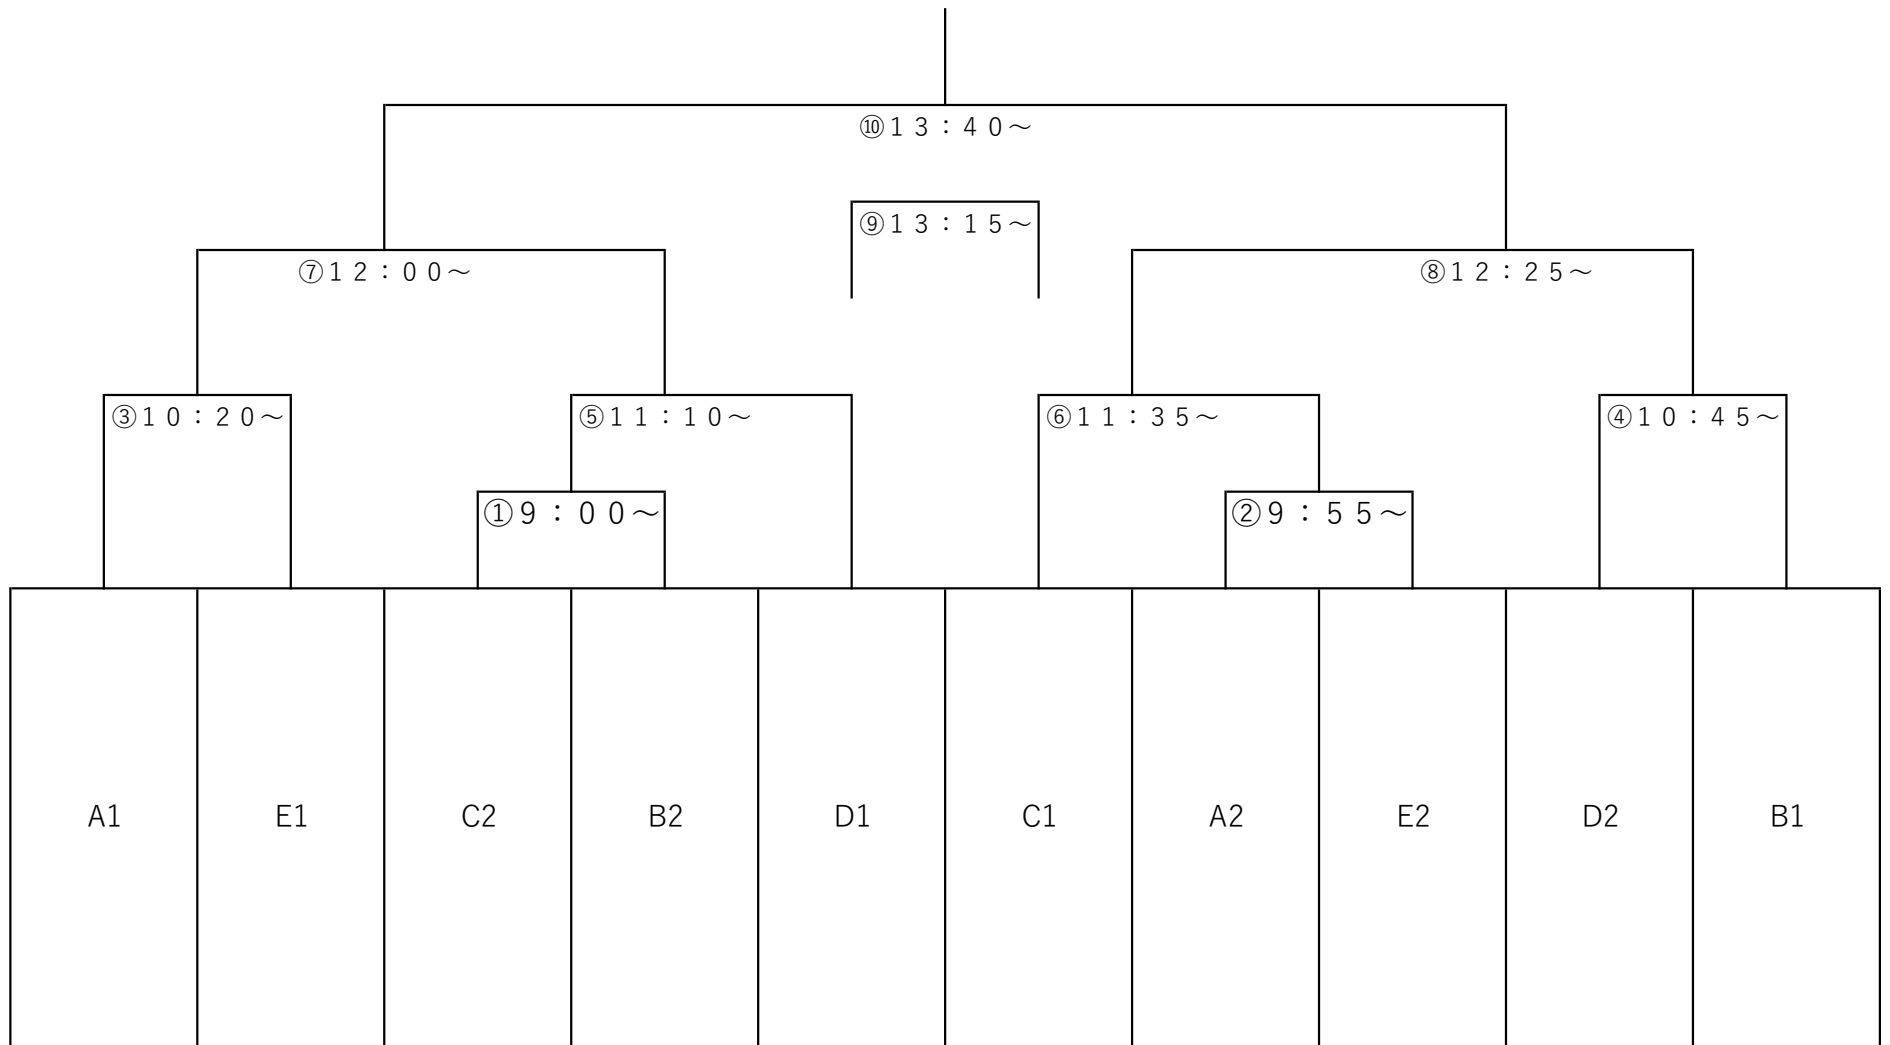 ⑩１３：４０～
⑨１３：１５～
⑦１２：００～
⑧１２：２５～
③１０：２０～
⑤１１：１０～
⑥１１：３５～
④１０：４５～
①９：００～
②９：５５～
A1
E1
C2
B2
D1
C1
A2
E2
D2
B1